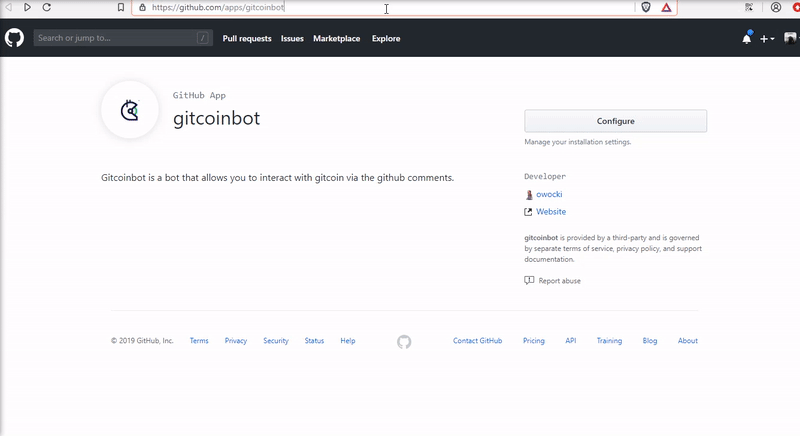 https://github.com/apps/gitcoinbot
Search or jump to... /
Pull requests Issues Marketplace Explore
GitHub App
gitcoinbot
Configure
Manage your installation settings.
Gitcoinbot is a bot that allows you to interact with gitcoin via the github comments.
Developer
owocki
Website
gitcoinbot is provided by a third-party and is governed
by separate terms of service, privacy policy, and support
documentation.
Report abuse
© 2019 GitHub, Inc. Terms Privacy Security Status Help Contact GitHub Pricing API Training Blog About